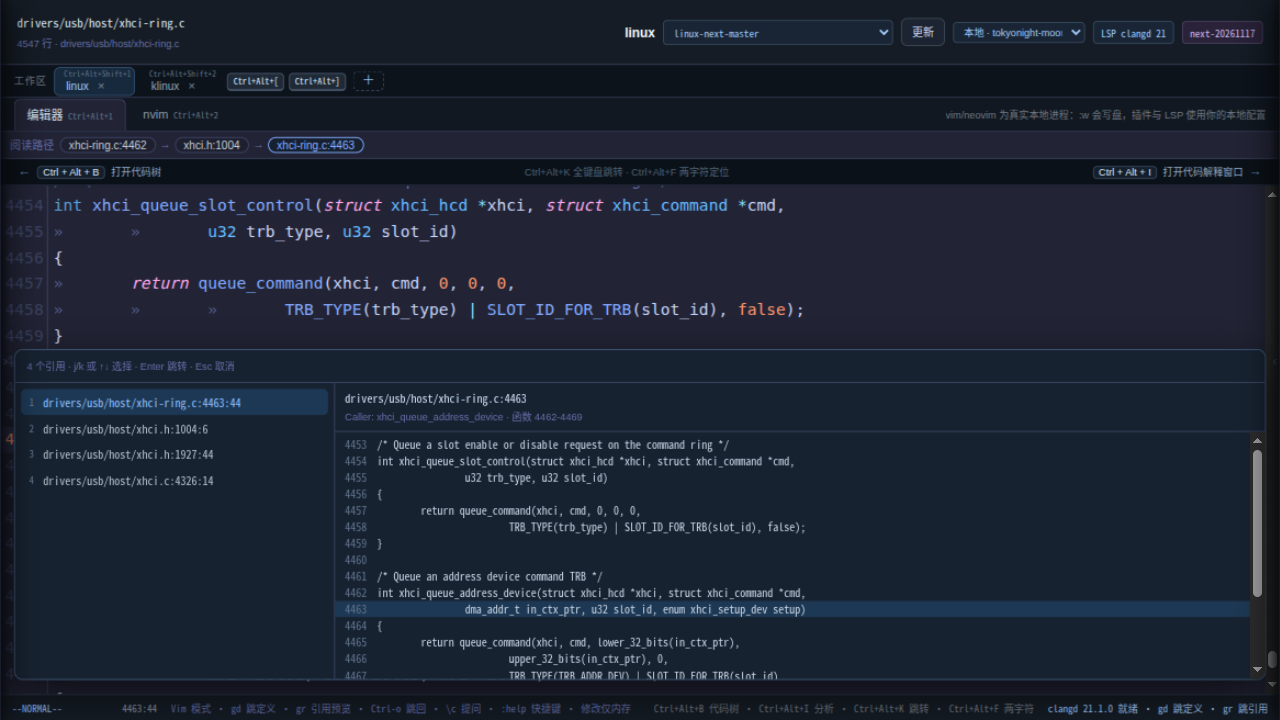 drivers/usb/host/xhci-ring.c
4547 行 · drivers/usb/host/xhci-ring.c
linux
linux-next-master
更新
本地 · tokyonight-moon
LSP clangd 21
next-20261117
工作区
Ctrl+Alt+Shift+1
linux ×
Ctrl+Alt+Shift+2
klinux ×
Ctrl+Alt+[
Ctrl+Alt+]
+
编辑器 Ctrl+Alt+1
nvim Ctrl+Alt+2
vim/neovim 为真实本地进程: :w 会写盘，插件与 LSP 使用你的本地配置
阅读路径 xhci-ring.c:4462 → xhci.h:1004 → xhci-ring.c:4463
← Ctrl + Alt + B 打开代码树
Ctrl+Alt+K 全键盘跳转 · Ctrl+Alt+F 两字符定位
Ctrl + Alt + I 打开代码解释窗口 →
4454 int xhci_queue_slot_control(struct xhci_hcd *xhci, struct xhci_command *cmd,
4455 » » u32 trb_type, u32 slot_id)
4456 {
4457 » return queue_command(xhci, cmd, 0, 0, 0,
4458 » » » TRB_TYPE(trb_type) | SLOT_ID_FOR_TRB(slot_id), false);
4459 }
4 个引用 · j/k 或 ↑↓ 选择 · Enter 跳转 · Esc 取消
1 drivers/usb/host/xhci-ring.c:4463:44
2 drivers/usb/host/xhci.h:1004:6
3 drivers/usb/host/xhci.h:1927:44
4 drivers/usb/host/xhci.c:4326:14
drivers/usb/host/xhci-ring.c:4463
Caller: xhci_queue_address_device · 函数 4462-4469
4453 /* Queue a slot enable or disable request on the command ring */
4454 int xhci_queue_slot_control(struct xhci_hcd *xhci, struct xhci_command *cmd,
4455 u32 trb_type, u32 slot_id)
4456 {
4457 return queue_command(xhci, cmd, 0, 0, 0,
4458 TRB_TYPE(trb_type) | SLOT_ID_FOR_TRB(slot_id), false);
4459 }
4460
4461 /* Queue an address device command TRB */
4462 int xhci_queue_address_device(struct xhci_hcd *xhci, struct xhci_command *cmd,
4463 dma_addr_t in_ctx_ptr, u32 slot_id, enum xhci_setup_dev setup)
4464 {
4465 return queue_command(xhci, cmd, lower_32_bits(in_ctx_ptr),
4466 upper_32_bits(in_ctx_ptr), 0,
4467 TRB_TYPE(TRB_ADDR_DEV) | SLOT_ID_FOR_TRB(slot_id)
--NORMAL-- 4463:44 Vim 模式 · gd 跳定义 · gr 引用预览 · Ctrl-o 跳回 · \c 提问 · :help 快捷键 · 修改仅内存 Ctrl+Alt+B 代码树 · Ctrl+Alt+I 分析 · Ctrl+Alt+K 跳转 · Ctrl+Alt+F 两字符 clangd 21.1.0 就绪 · gd 跳定义 · gr 跳引用